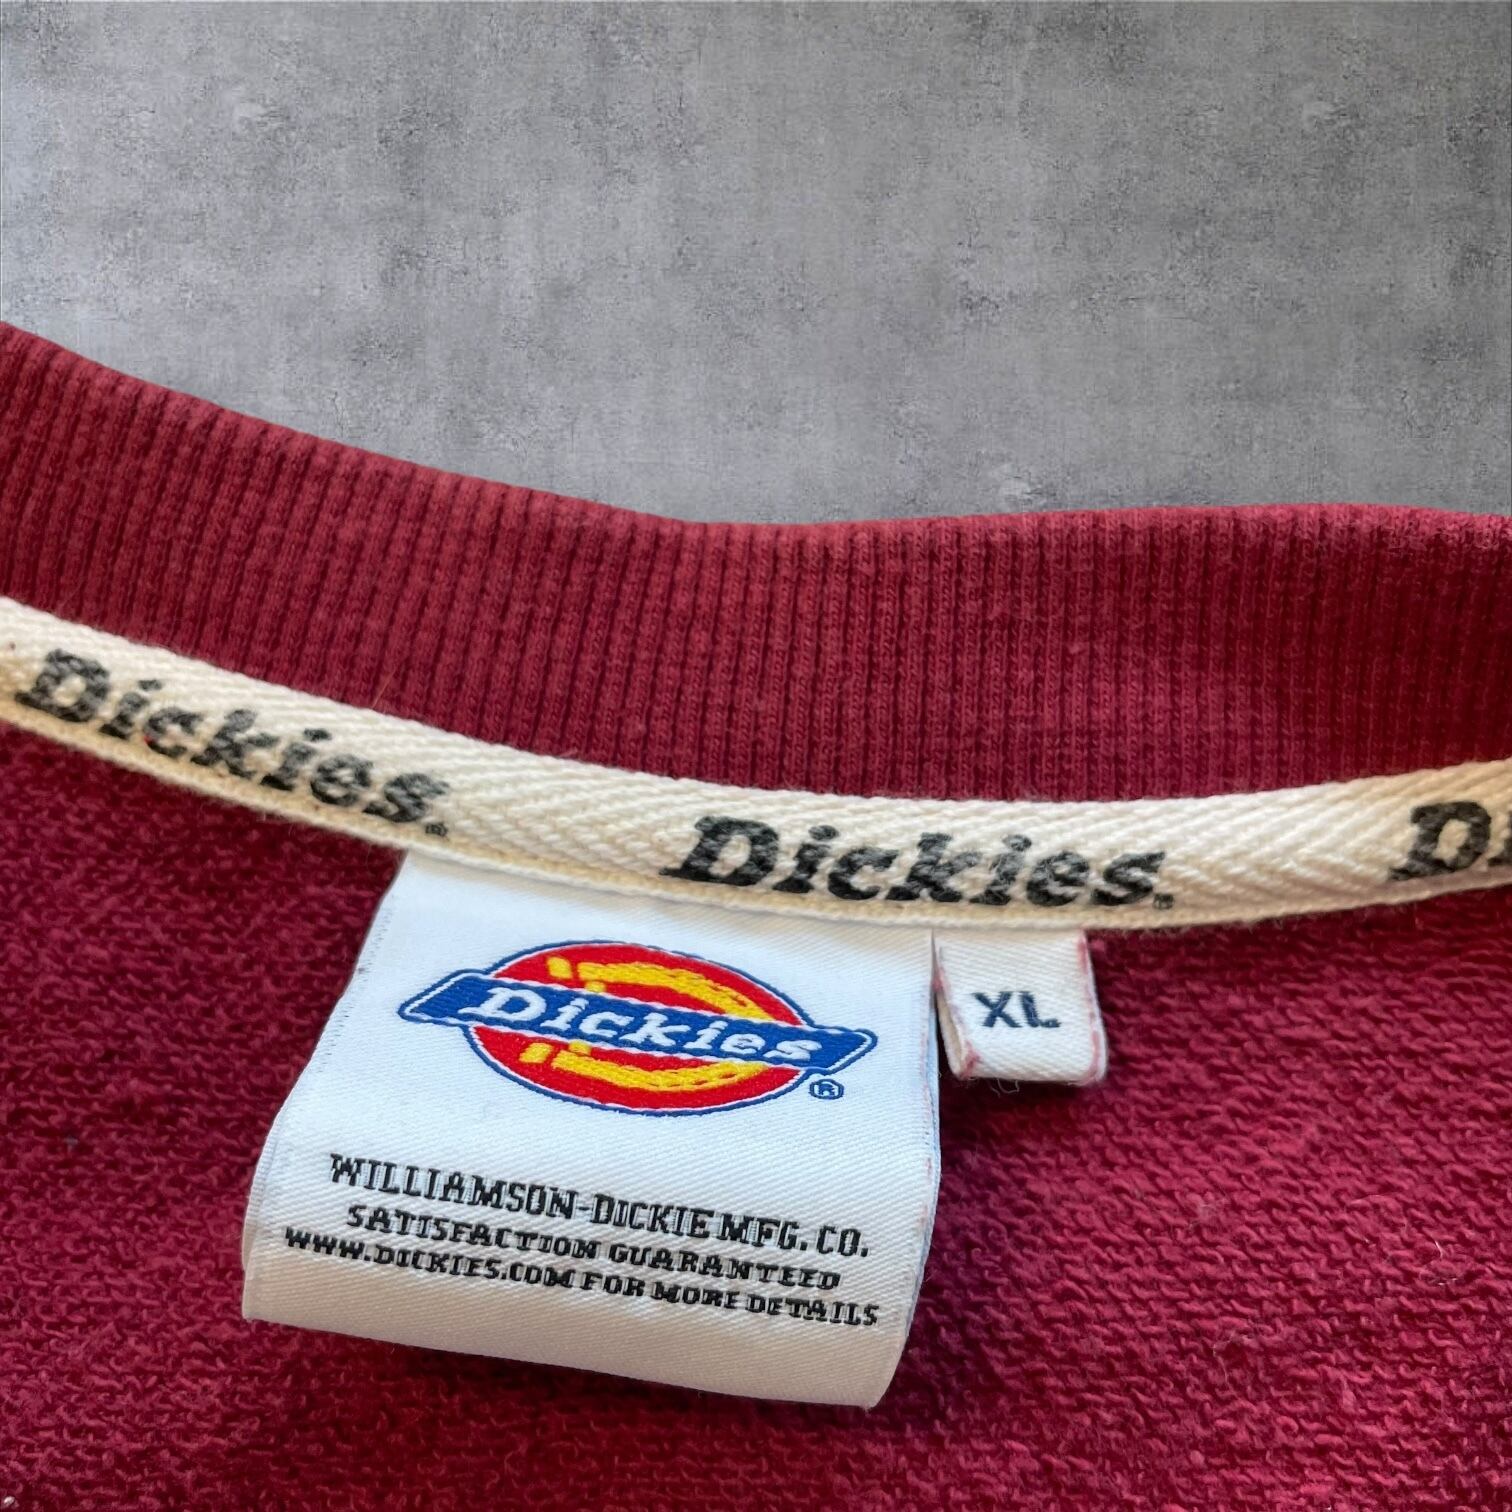 Dickies®
Dickies®
Di
Dickies
®
XL
WILLIAMSON-DICKIE MFG. CO.
SATISFACTION GUARANTEED
WWW.DICKIES.COM FOR MORE DETAILS